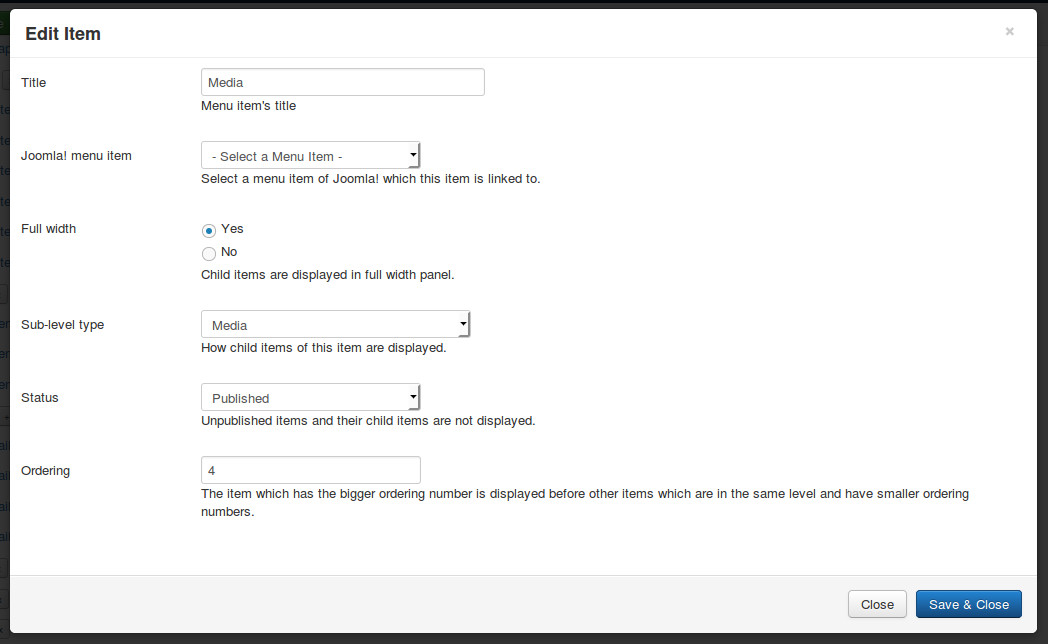 Edit Item
×
Title
Media
Menu item's title
Joomla! menu item
- Select a Menu Item -
Select a menu item of Joomla! which this item is linked to.
Full width
Yes
No
Child items are displayed in full width panel.
Sub-level type
Media
How child items of this item are displayed.
Status
Published
Unpublished items and their child items are not displayed.
Ordering
4
The item which has the bigger ordering number is displayed before other items which are in the same level and have smaller ordering
numbers.
Close
Save & Close